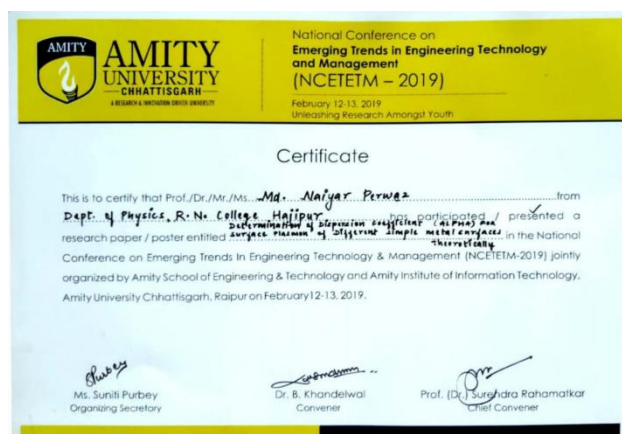 AMITY
AMITY
UNIVERSITY
CHHATTISGARH
A RESEARCH & INNOVATION DRIVEN UNIVERSITY
National Conference on
Emerging Trends in Engineering Technology
and Management
(NCETETM – 2019)
February 12-13, 2019
Unleashing Research Amongst Youth
Certificate
This is to certify that Prof./Dr./Mr./Ms. Md. Naiyar Perwaz from
Dept. of Physics, R. N. College Hajipur has participated / presented a
Determination of Dispersion coefficient (alpha) for
research paper / poster entitled surface plasmon of Different simple metal surfaces in the National
theoretically
Conference on Emerging Trends In Engineering Technology & Management (NCETETM-2019) jointly
organized by Amity School of Engineering & Technology and Amity Institute of Information Technology,
Amity University Chhattisgarh, Raipur on February12-13, 2019.
Ms. Suniti Purbey
Organizing Secretary
Dr. B. Khandelwal
Convener
Prof. (Dr.) Surendra Rahamatkar
Chief Convener